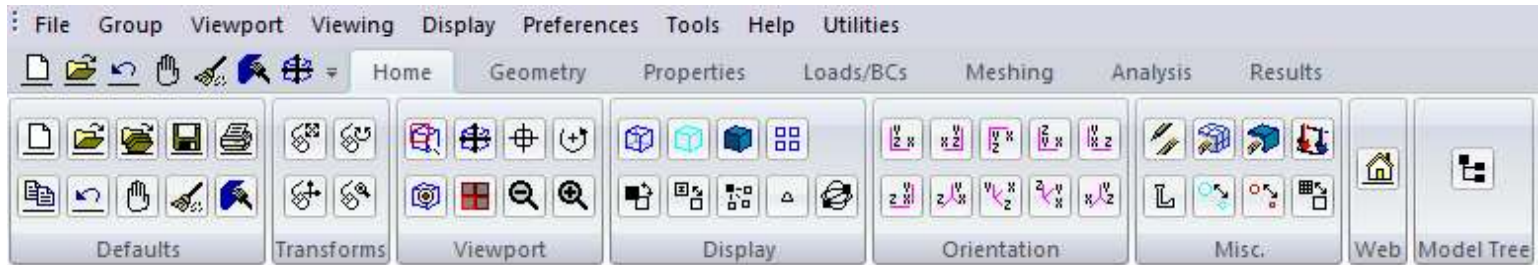 File Group Viewport Viewing Display Preferences Tools Help Utilities
Home Geometry Properties Loads/BCs Meshing Analysis Results
Defaults Transforms Viewport Display Orientation Misc. Web Model Tree